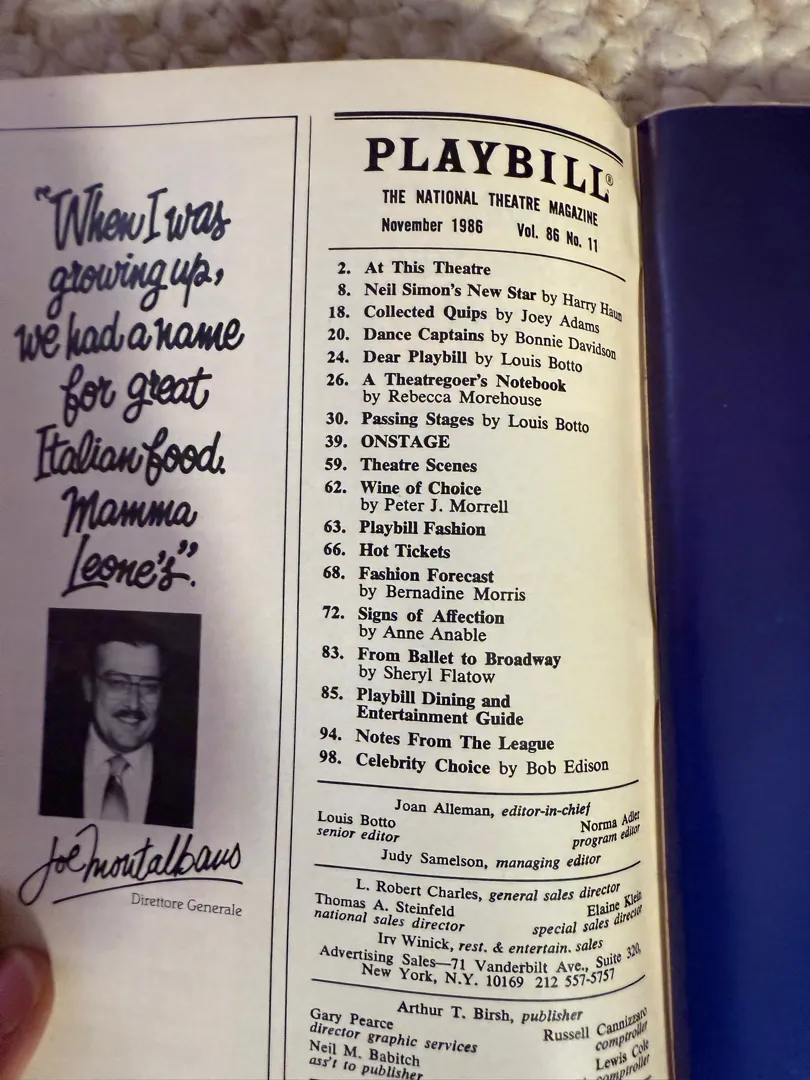 "When I was
growing up,
we had a name
for great
Italian food.
Mamma
Leone's".
Joe Montalbano
Direttore Generale
PLAYBILL®
THE NATIONAL THEATRE MAGAZINE
November 1986 Vol. 86 No. 11
2. At This Theatre
8. Neil Simon's New Star by Harry Haun
18. Collected Quips by Joey Adams
20. Dance Captains by Bonnie Davidson
24. Dear Playbill by Louis Botto
26. A Theatregoer's Notebook
by Rebecca Morehouse
30. Passing Stages by Louis Botto
39. ONSTAGE
59. Theatre Scenes
62. Wine of Choice
by Peter J. Morrell
63. Playbill Fashion
66. Hot Tickets
68. Fashion Forecast
by Bernadine Morris
72. Signs of Affection
by Anne Anable
83. From Ballet to Broadway
by Sheryl Flatow
85. Playbill Dining and
Entertainment Guide
94. Notes From The League
98. Celebrity Choice by Bob Edison
Joan Alleman, editor-in-chief
Louis Botto Norma Adler
senior editor program editor
Judy Samelson, managing editor
L. Robert Charles, general sales director
Thomas A. Steinfeld Elaine Klein
national sales director special sales director
Irv Winick, rest. & entertain. sales
Advertising Sales—71 Vanderbilt Ave., Suite 320,
New York, N.Y. 10169 212 557-5757
Arthur T. Birsh, publisher
Gary Pearce Russell Cannizzaro
director graphic services comptroller
Neil M. Babitch Lewis Cole
ass't to publisher comptroller